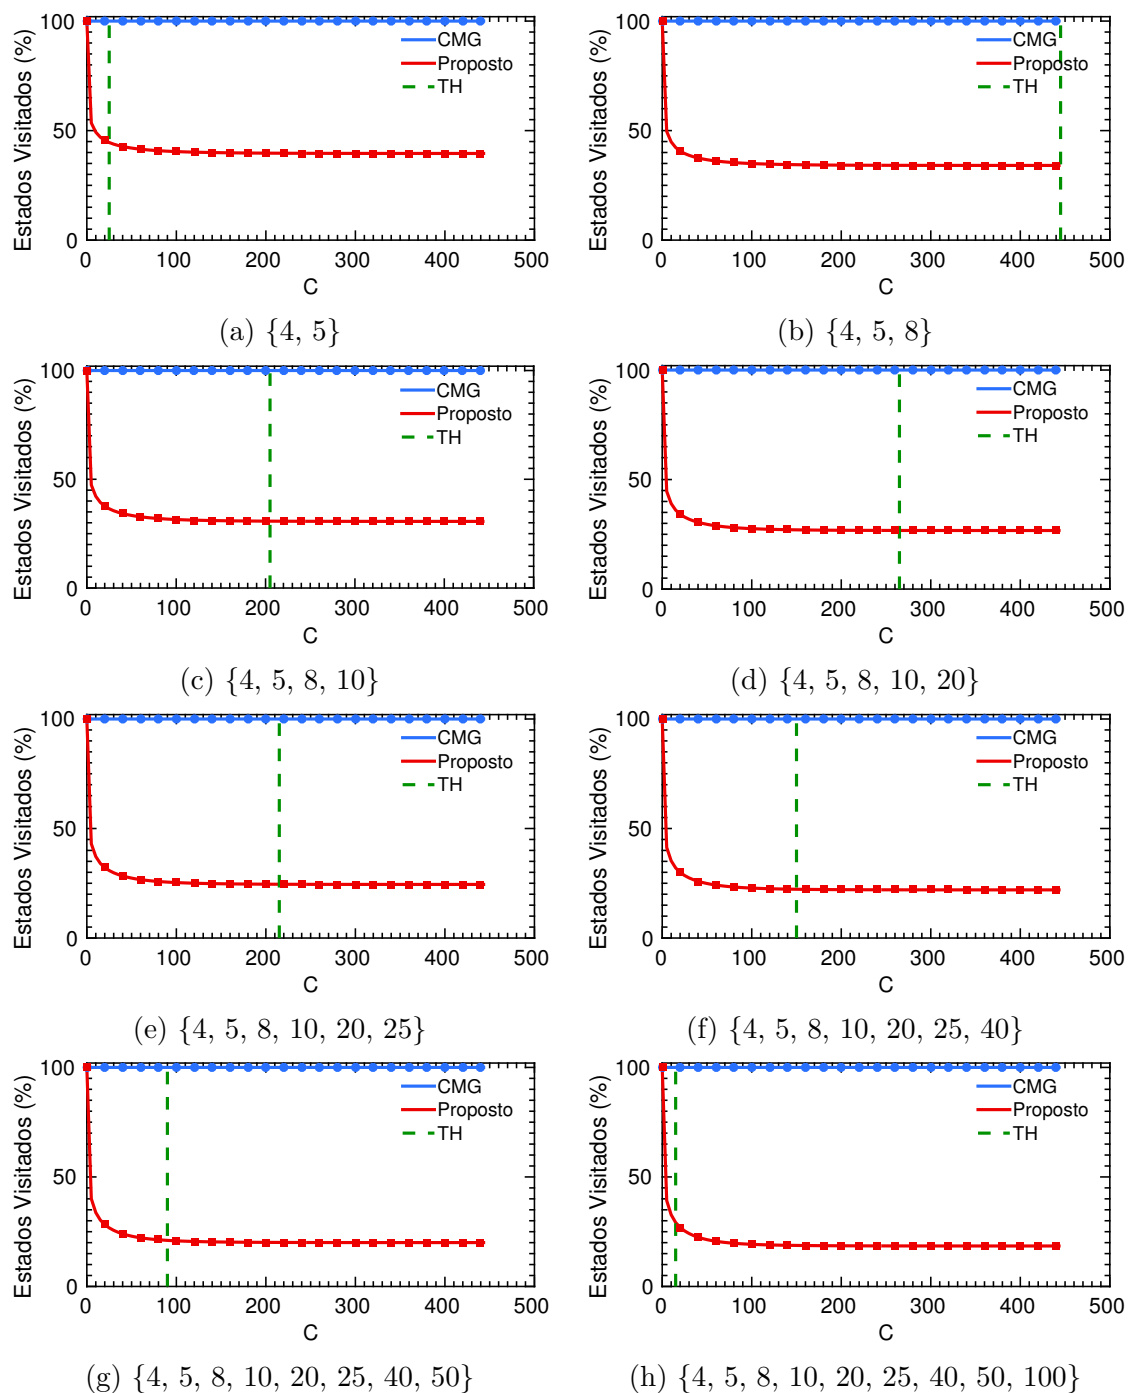 Estados Visitados (%)
100
50
0
0 100 200 300 400 500
C
CMG
Proposto
TH
(a) {4, 5}
Estados Visitados (%)
100
50
0
0 100 200 300 400 500
C
CMG
Proposto
TH
(b) {4, 5, 8}
Estados Visitados (%)
100
50
0
0 100 200 300 400 500
C
CMG
Proposto
TH
(c) {4, 5, 8, 10}
Estados Visitados (%)
100
50
0
0 100 200 300 400 500
C
CMG
Proposto
TH
(d) {4, 5, 8, 10, 20}
Estados Visitados (%)
100
50
0
0 100 200 300 400 500
C
CMG
Proposto
TH
(e) {4, 5, 8, 10, 20, 25}
Estados Visitados (%)
100
50
0
0 100 200 300 400 500
C
CMG
Proposto
TH
(f) {4, 5, 8, 10, 20, 25, 40}
Estados Visitados (%)
100
50
0
0 100 200 300 400 500
C
CMG
Proposto
TH
(g) {4, 5, 8, 10, 20, 25, 40, 50}
Estados Visitados (%)
100
50
0
0 100 200 300 400 500
C
CMG
Proposto
TH
(h) {4, 5, 8, 10, 20, 25, 40, 50, 100}